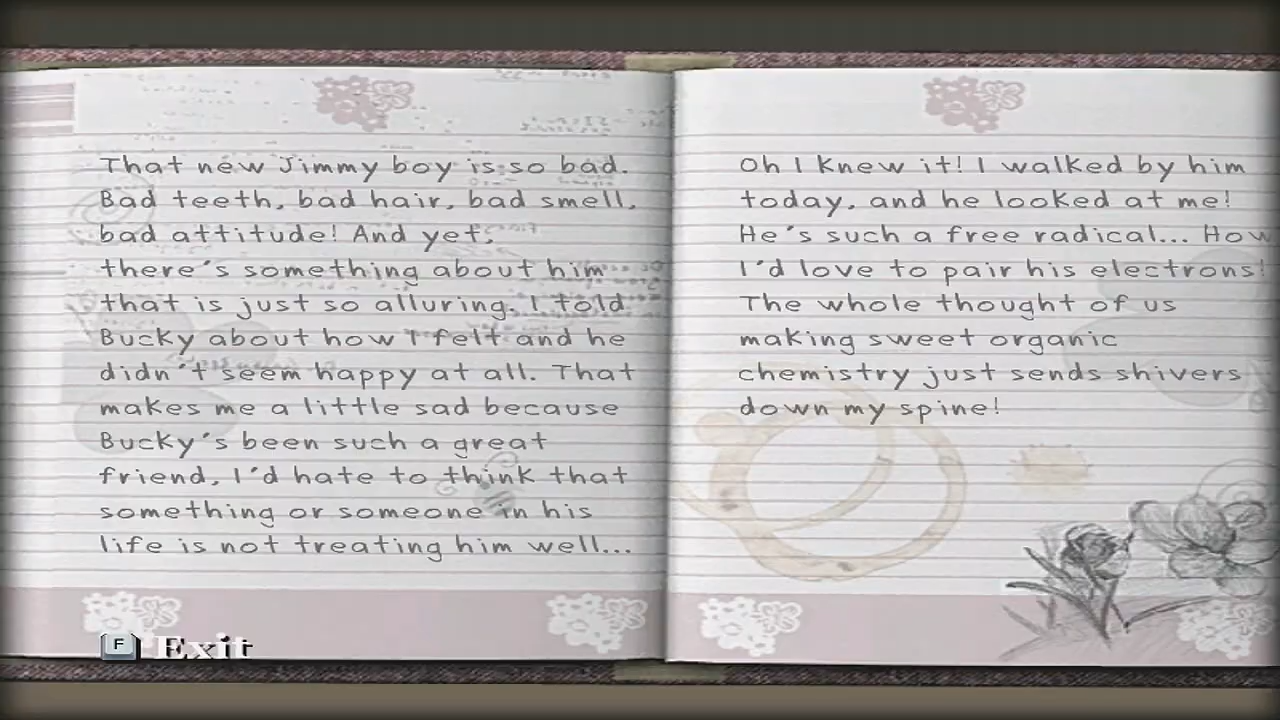 That new Jimmy boy is so bad.
Bad teeth, bad hair, bad smell,
bad attitude! And yet,
there's something about him
that is just so alluring. I told
Bucky about how I felt and he
didn't seem happy at all. That
makes me a little sad because
Bucky's been such a great
friend, I'd hate to think that
something or someone in his
life is not treating him well...
Oh I knew it! I walked by him
today, and he looked at me!
He's such a free radical... How
I'd love to pair his electrons!
The whole thought of us
making sweet organic
chemistry just sends shivers
down my spine!
F Exit